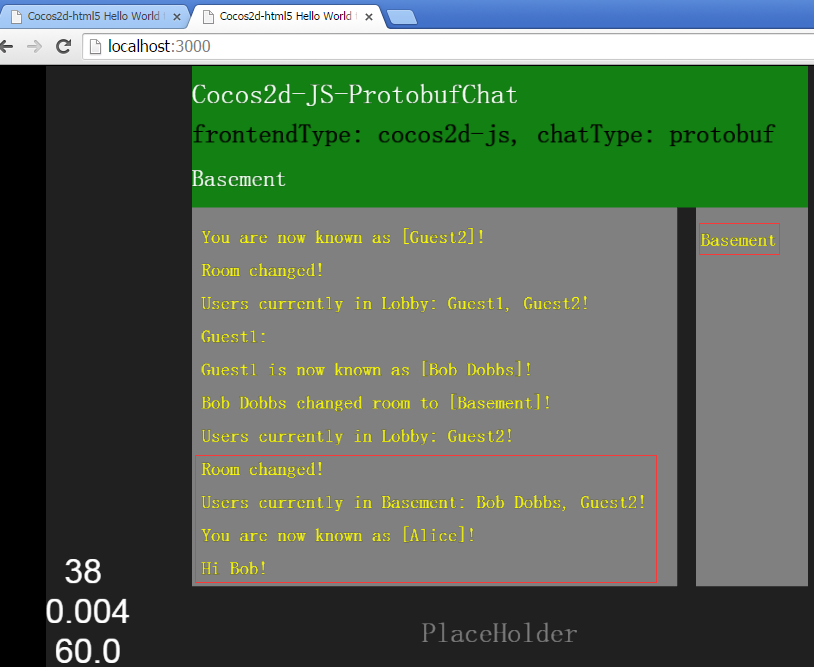 Cocos2d-html5 Hello World
Cocos2d-html5 Hello World
localhost:3000
Cocos2d-JS-ProtobufChat
frontendType: cocos2d-js, chatType: protobuf
Basement
You are now known as [Guest2]!
Room changed!
Users currently in Lobby: Guest1, Guest2!
Guest1:
Guest1 is now known as [Bob Dobbs]!
Bob Dobbs changed room to [Basement]!
Users currently in Lobby: Guest2!
Room changed!
Users currently in Basement: Bob Dobbs, Guest2!
You are now known as [Alice]!
Hi Bob!
Basement
38
0.004
60.0
PlaceHolder